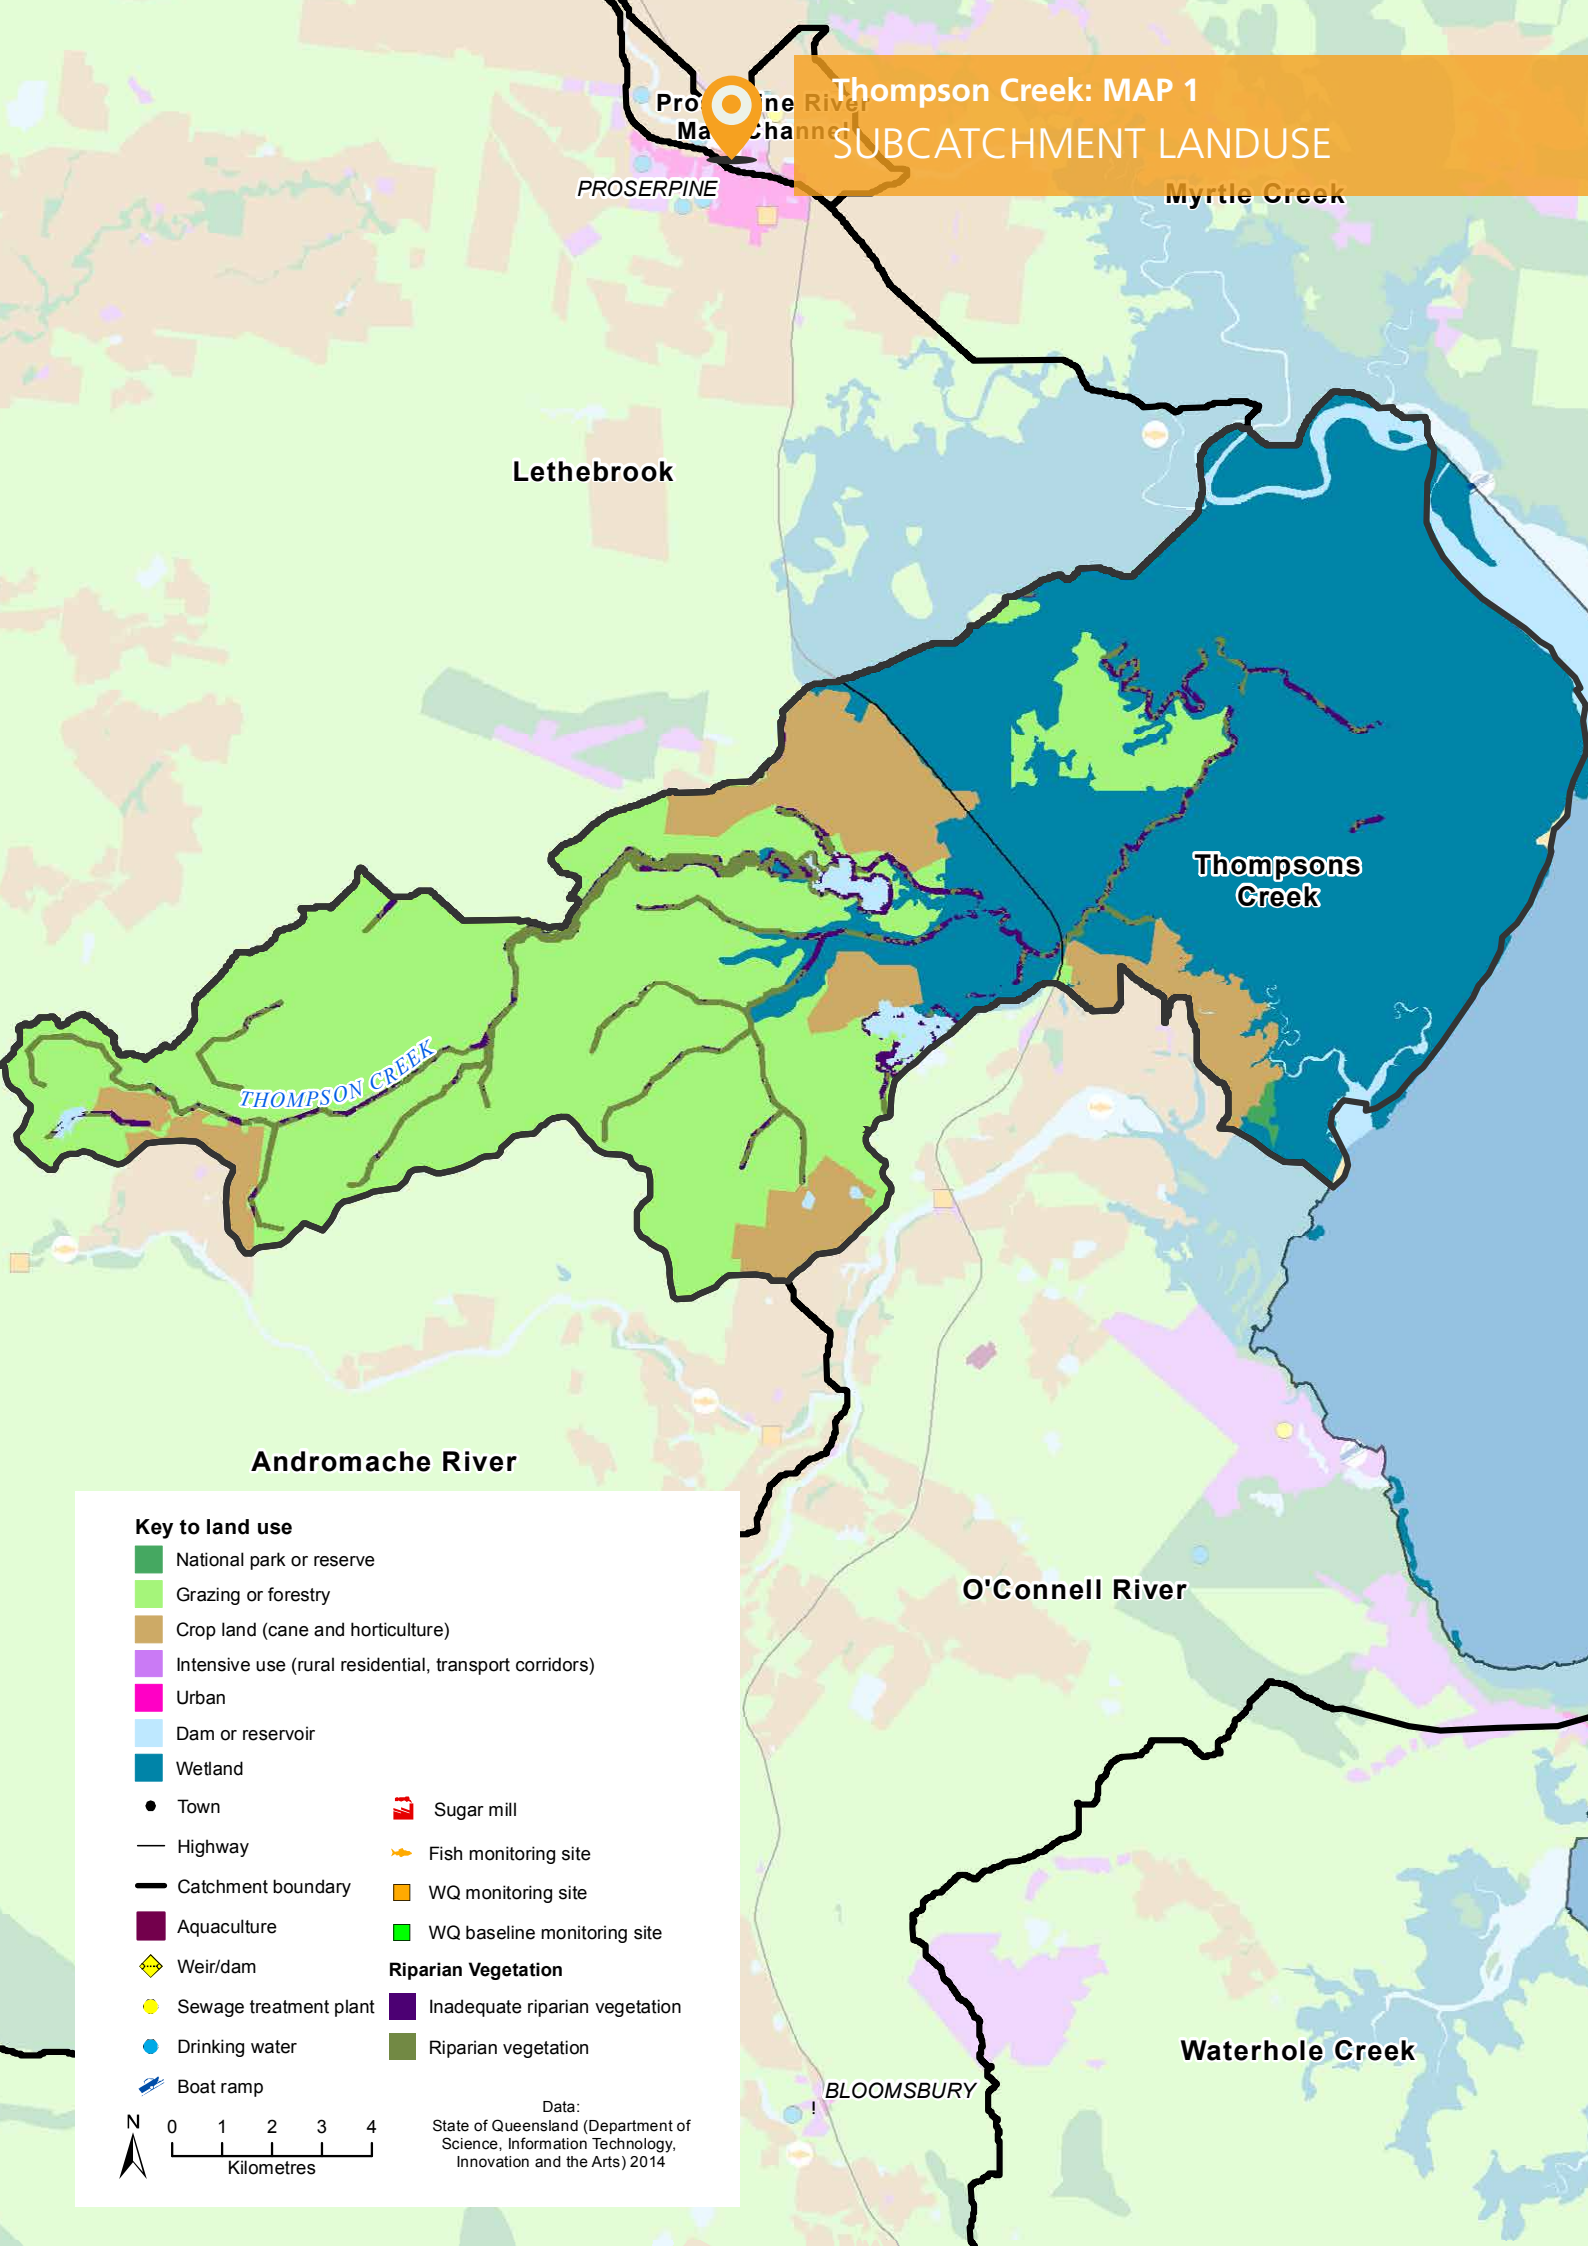 Thompson Creek: MAP 1
SUBCATCHMENT LANDUSE
Channel
PROSERPINE
Myrtle Creek
Lethebrook
Thompsons
Creek
THOMPSON CREEK
Andromache River
O'Connell River
Waterhole Creek
BLOOMSBURY
!
Key to land use
National park or reserve
Grazing or forestry
Crop land (cane and horticulture)
Intensive use (rural residential, transport corridors)
Urban
Dam or reservoir
Wetland
Town
Highway
Catchment boundary
Aquaculture
Weir/dam
Sewage treatment plant
Drinking water
Boat ramp
Sugar mill
Fish monitoring site
WQ monitoring site
WQ baseline monitoring site
Riparian Vegetation
Inadequate riparian vegetation
Riparian vegetation
N
0 1 2 3 4
Kilometres
Data:
State of Queensland (Department of
Science, Information Technology,
Innovation and the Arts) 2014